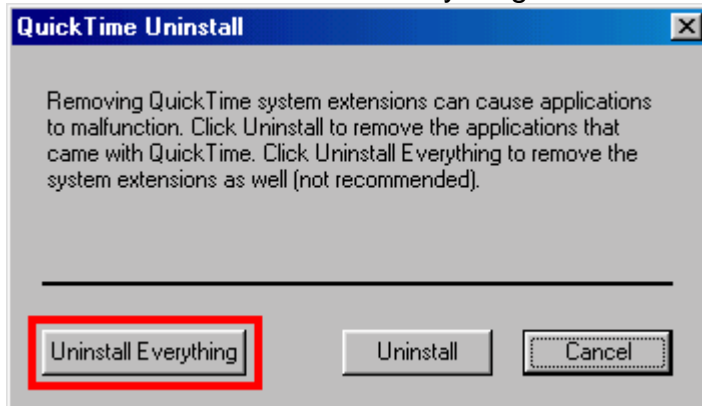 QuickTime Uninstall
Removing QuickTime system extensions can cause applications
to malfunction. Click Uninstall to remove the applications that
came with QuickTime. Click Uninstall Everything to remove the
system extensions as well (not recommended).
Uninstall Everything Uninstall Cancel